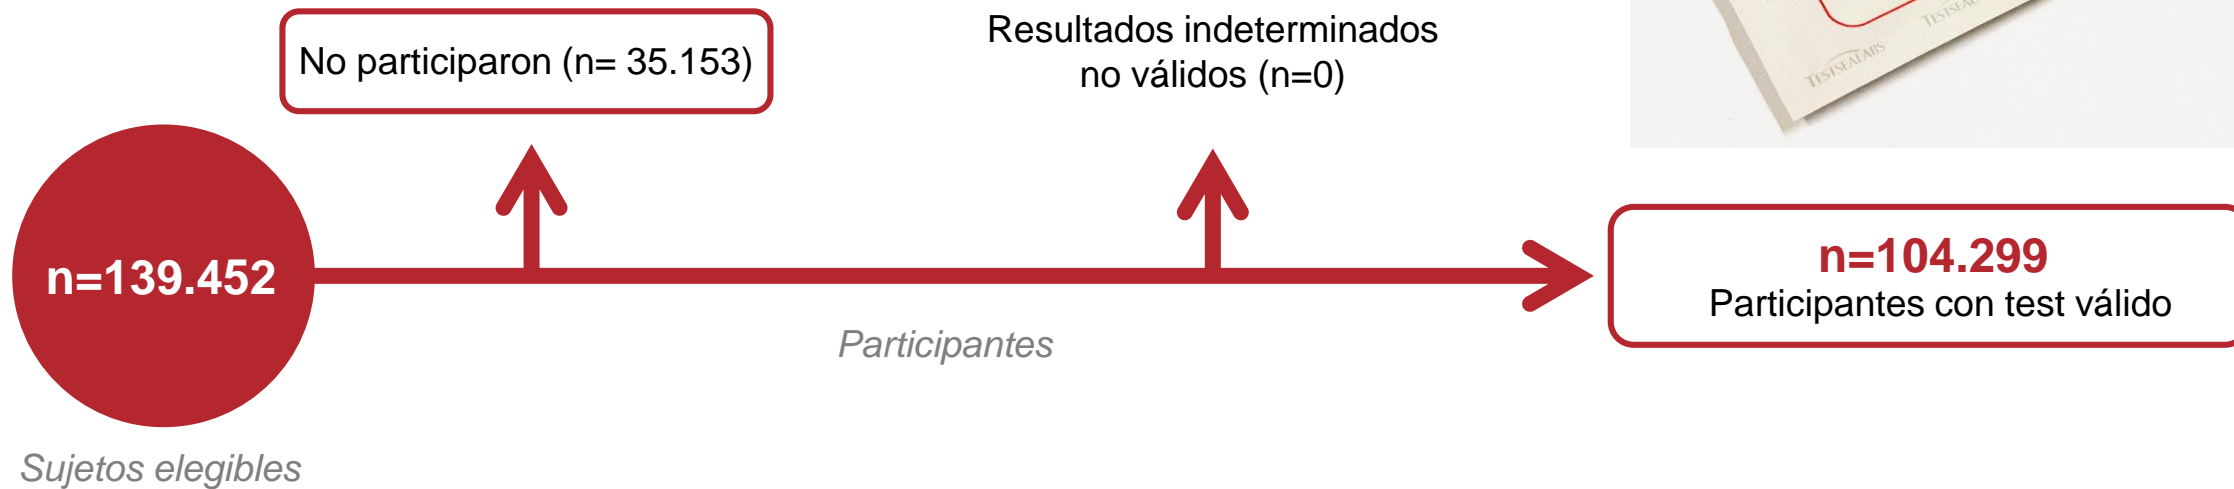 No participaron (n= 35.153)
Resultados indeterminados
no válidos (n=0)
TESTSEALABS
n=139.452
n=104.299
Participantes con test válido
Participantes
Sujetos elegibles